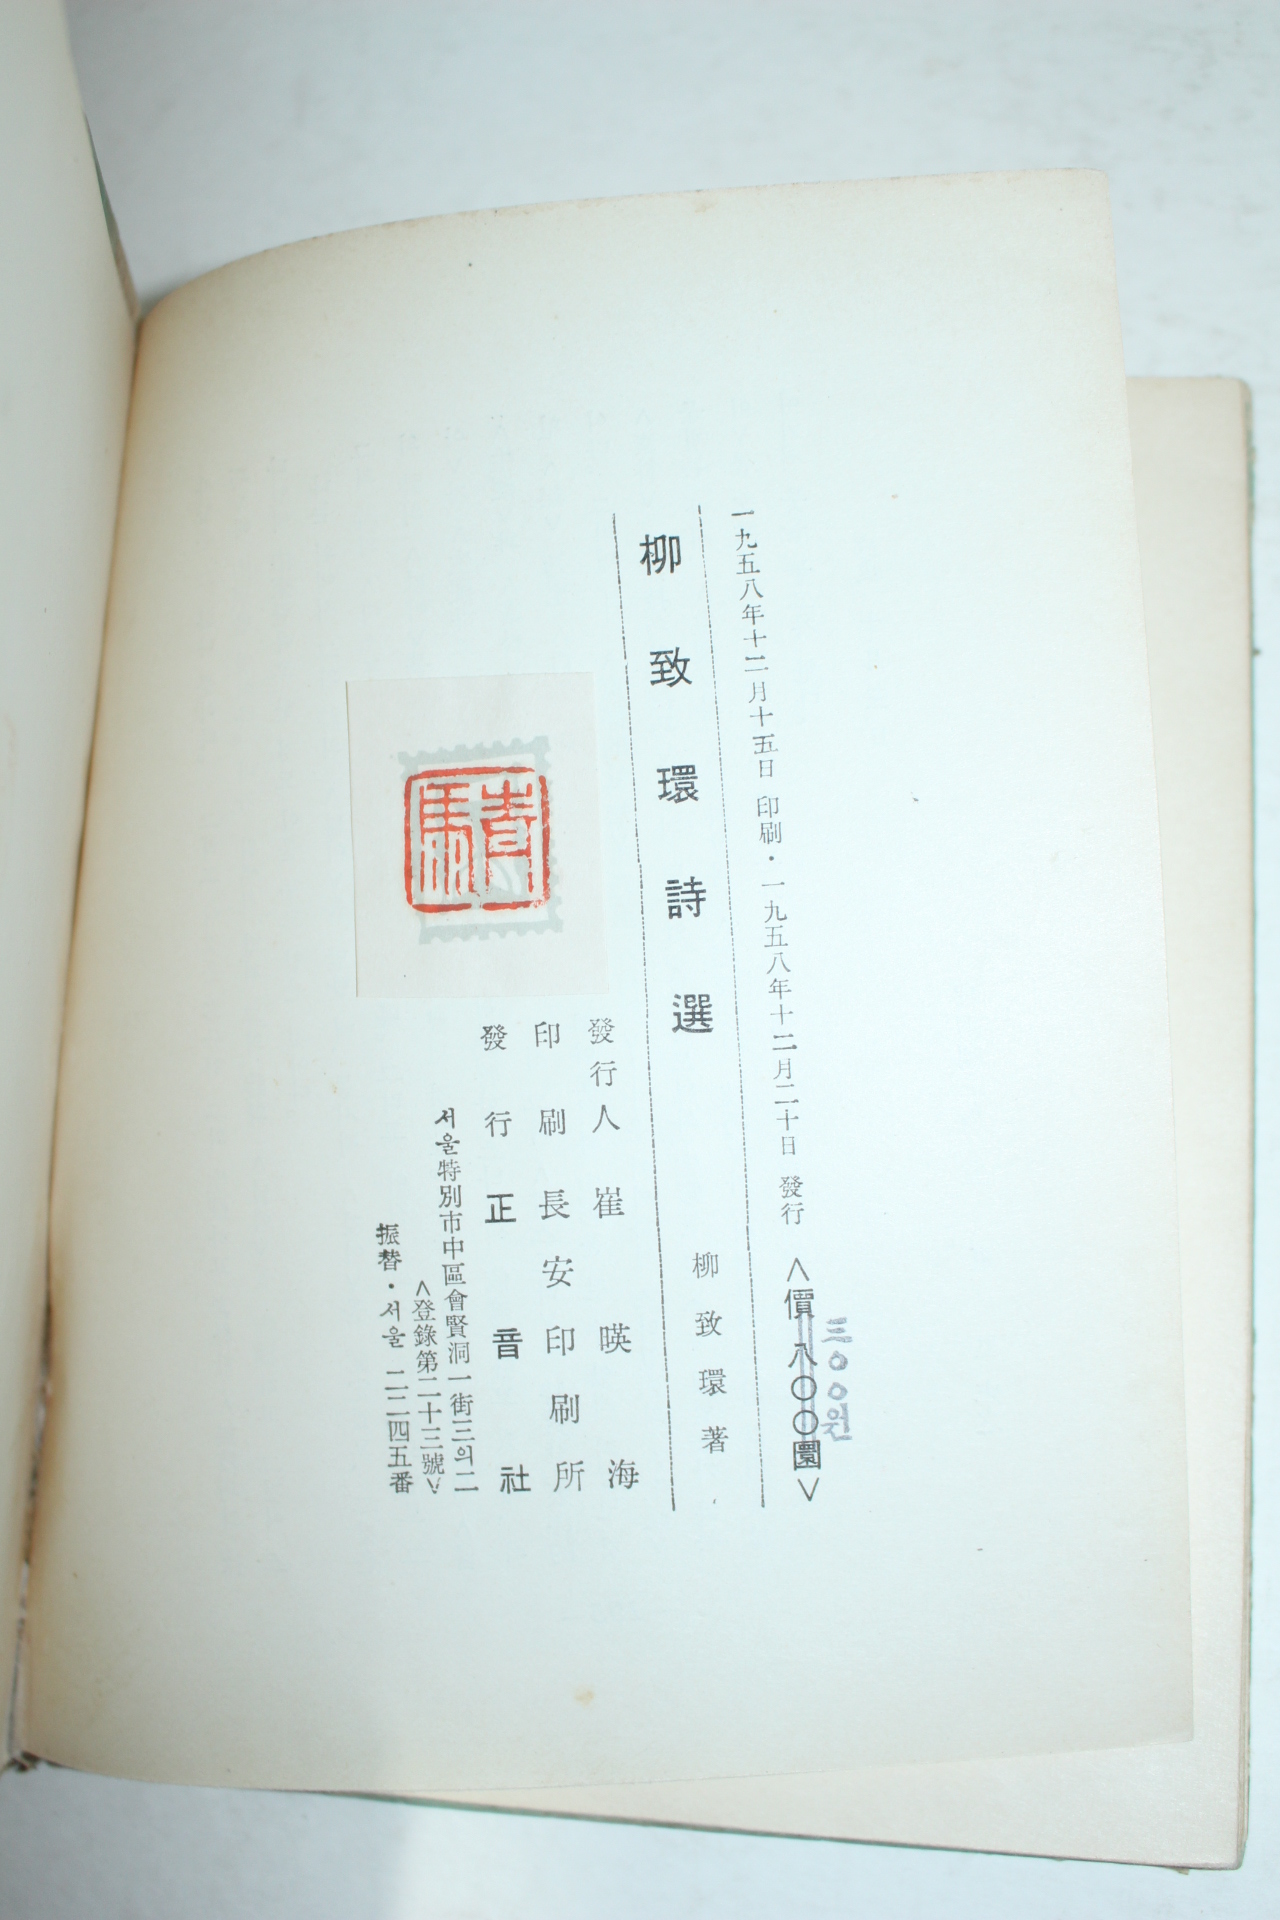 一九五八年十二月十五日 印刷・一九五八年十二月二十日 發行 <價 八〇〇圜>
三〇〇원
柳致環詩選 柳致環著
發行人 崔暎海
印刷 長安印刷所
發行 正音社
서울特別市中區會賢洞一街三의二
<登錄第二十三號>
振替・서울 二二四五番
靑馬